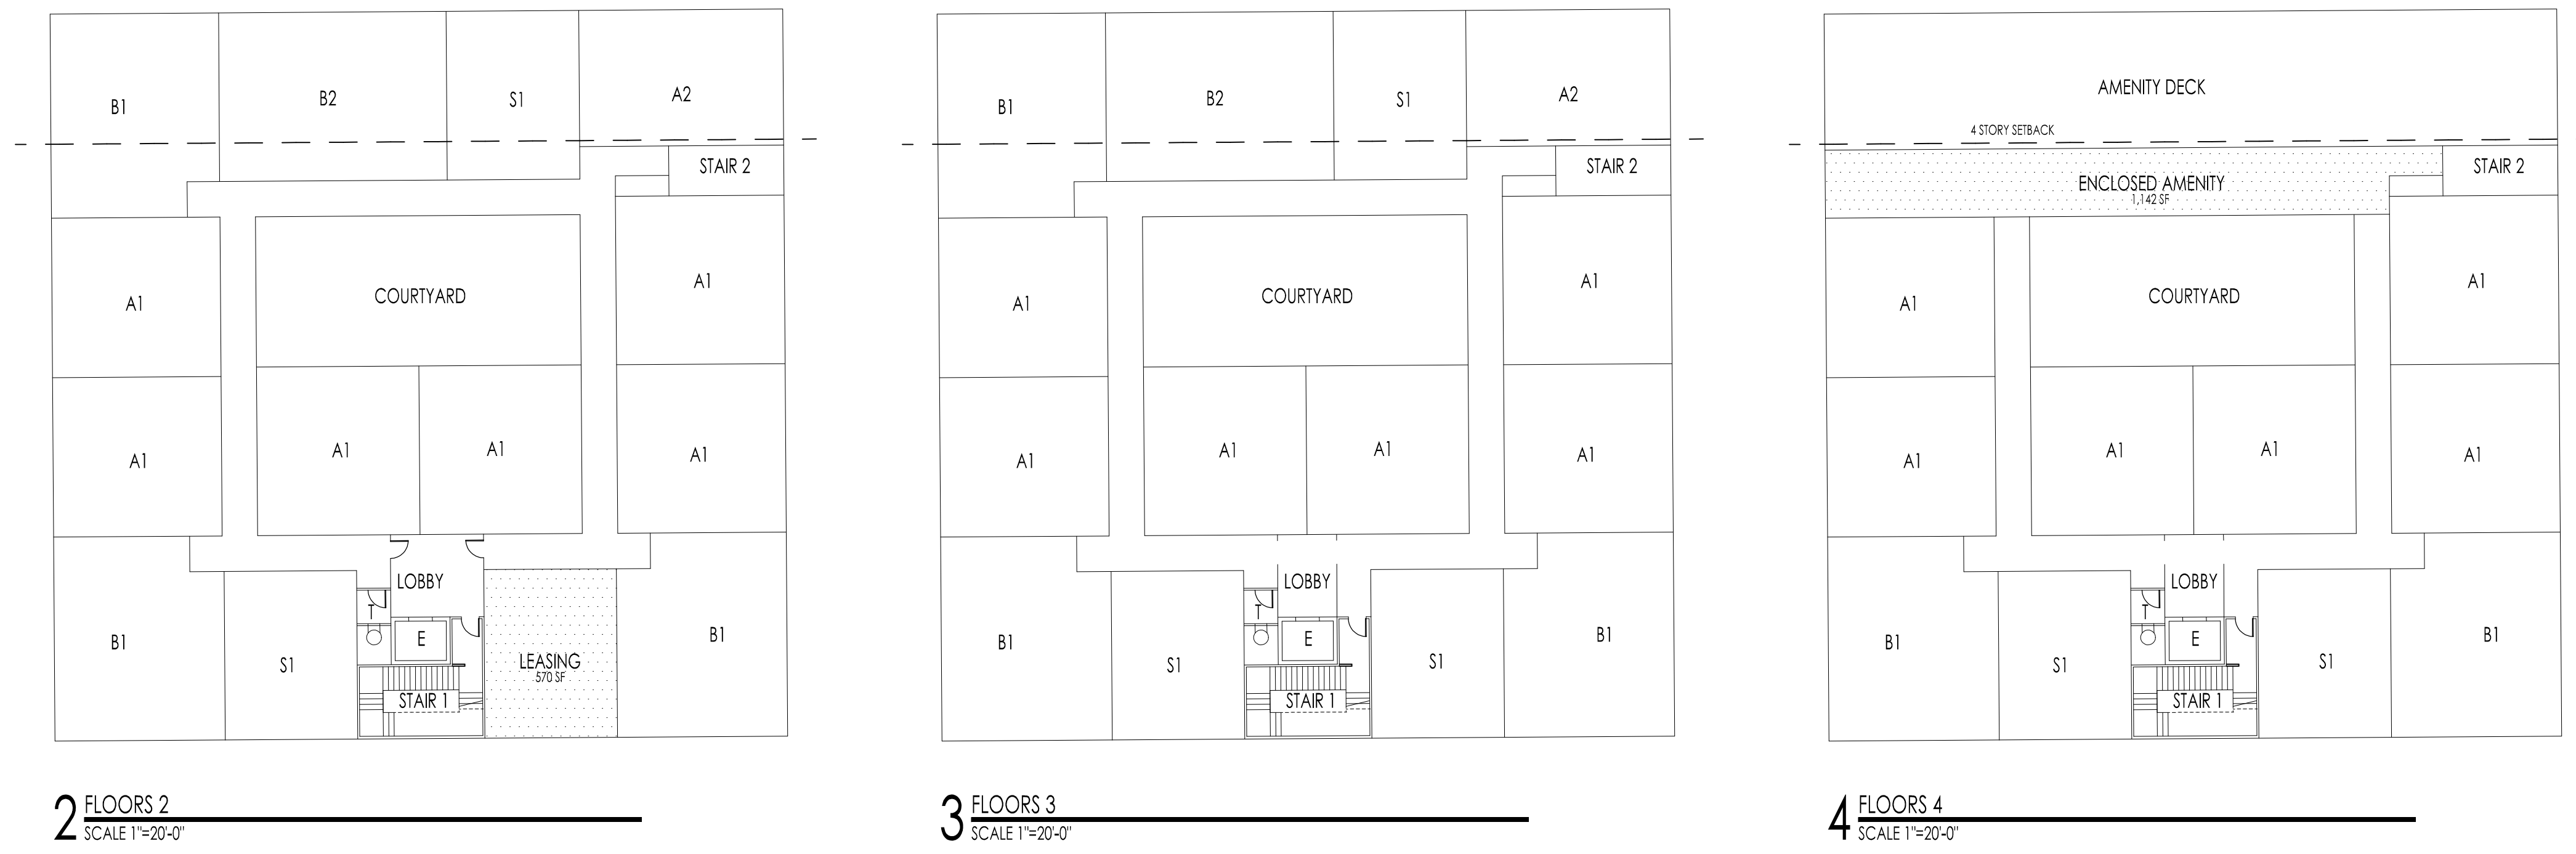 B1
B2
S1
A2
STAIR 2
A1
COURTYARD
A1
A1
A1
A1
A1
LOBBY
T
B1
S1
E
STAIR 1
LEASING
570 SF
B1
2
FLOORS 2
SCALE 1"=20'-0"
B1
B2
S1
A2
STAIR 2
A1
COURTYARD
A1
A1
A1
A1
A1
LOBBY
T
B1
S1
E
STAIR 1
S1
B1
3
FLOORS 3
SCALE 1"=20'-0"
AMENITY DECK
4 STORY SETBACK
STAIR 2
ENCLOSED AMENITY
1,142 SF
A1
COURTYARD
A1
A1
A1
A1
A1
LOBBY
T
B1
S1
E
STAIR 1
S1
B1
4
FLOORS 4
SCALE 1"=20'-0"